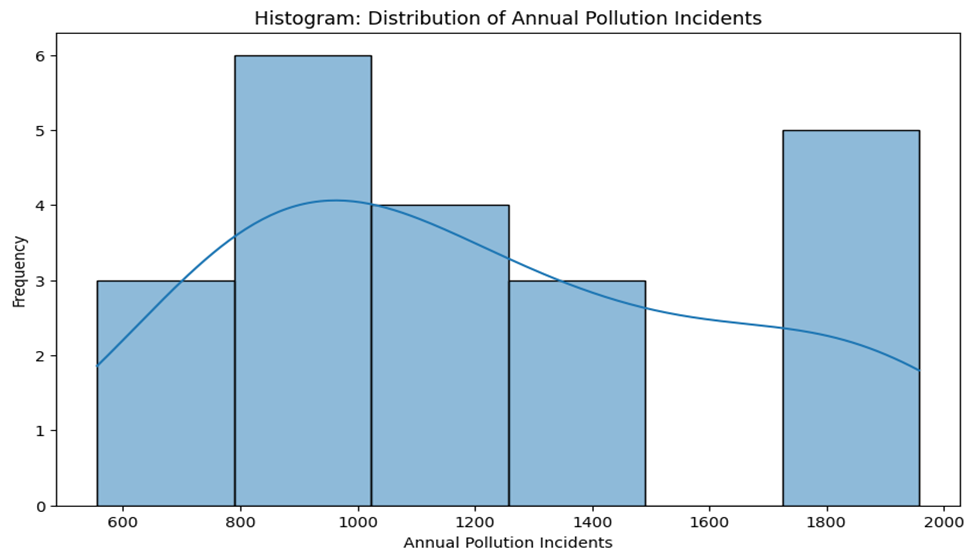 Histogram: Distribution of Annual Pollution Incidents
Frequency
6
5
4
3
2
1
0
600 800 1000 1200 1400 1600 1800 2000
Annual Pollution Incidents